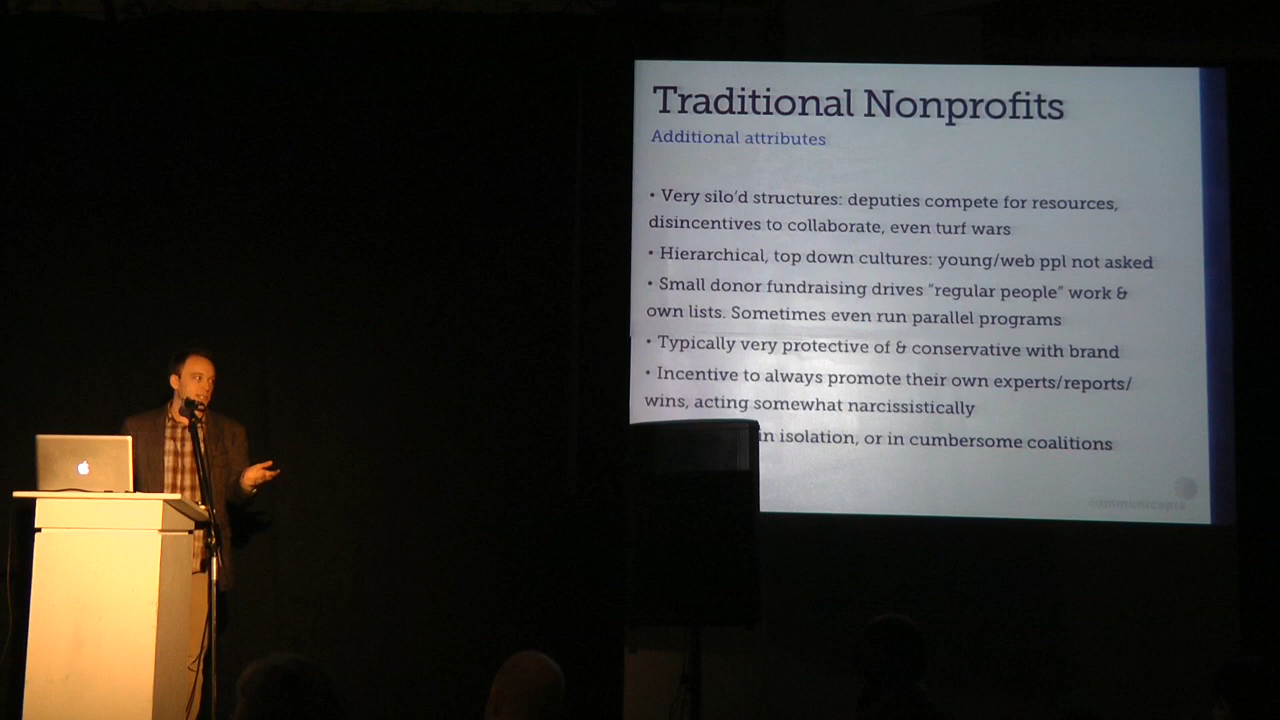 Traditional Nonprofits
Additional attributes
• Very silo'd structures: deputies compete for resources,
disincentives to collaborate, even turf wars
• Hierarchical, top down cultures: young/web ppl not asked
• Small donor fundraising drives "regular people" work &
own lists. Sometimes even run parallel programs
• Typically very protective of & conservative with brand
• Incentive to always promote their own experts/reports/
wins, acting somewhat narcissistically
in isolation, or in cumbersome coalitions
communicopia